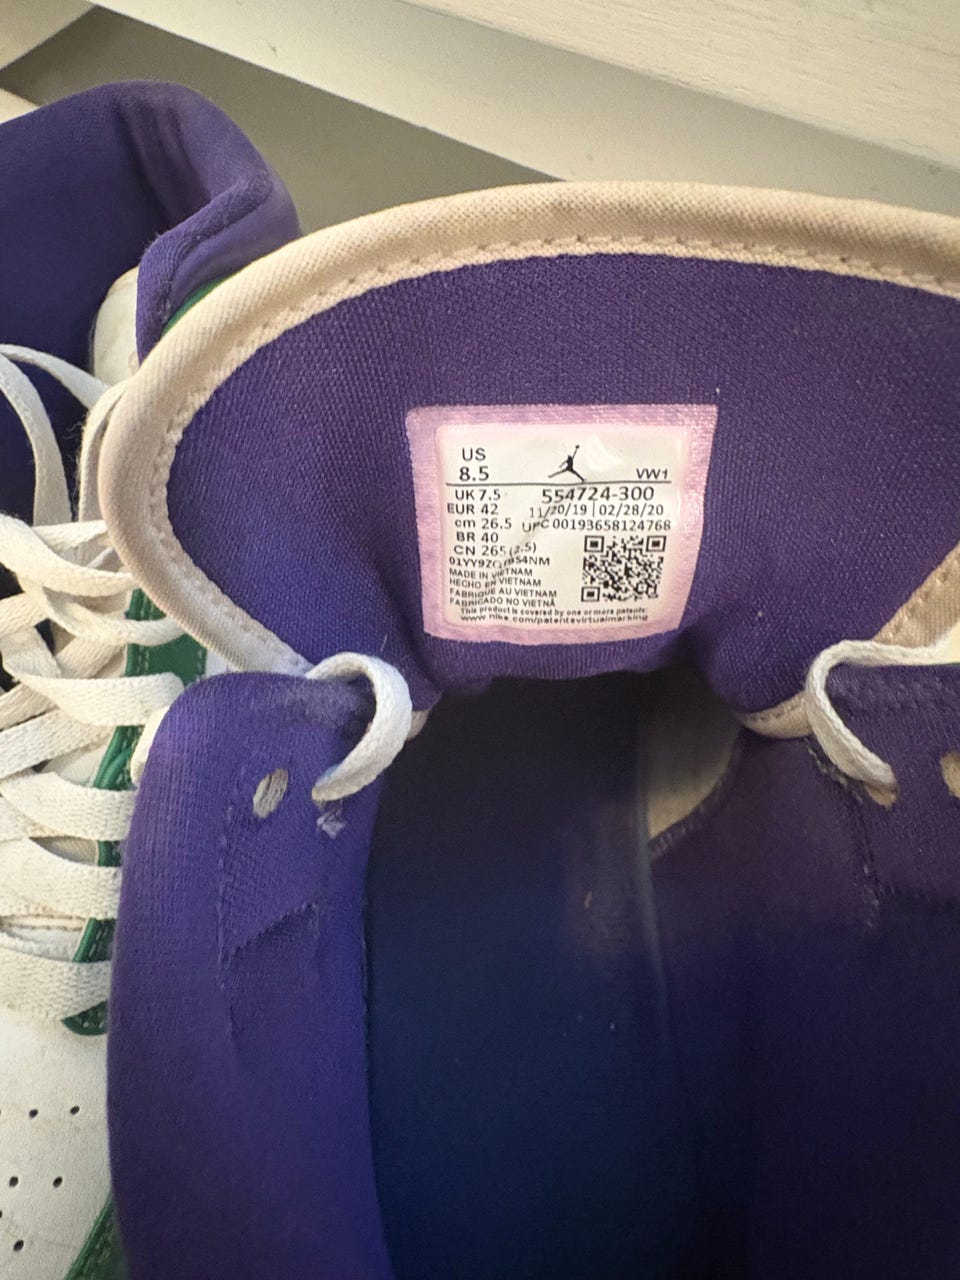 US
8.5
VW1
UK 7.5
554724-300
EUR 42
11/20/19 | 02/28/20
cm 26.5
UPC 00193658124768
BR 40
CN 265(2.5)
MADE IN VIETNAM
HECHO EN VIETNAM
FABRIQUE AU VIETNAM
FABRICADO NO VIETNÃ
This product is covered by one or more patents:
www.nike.com/patentsvirtualmarking